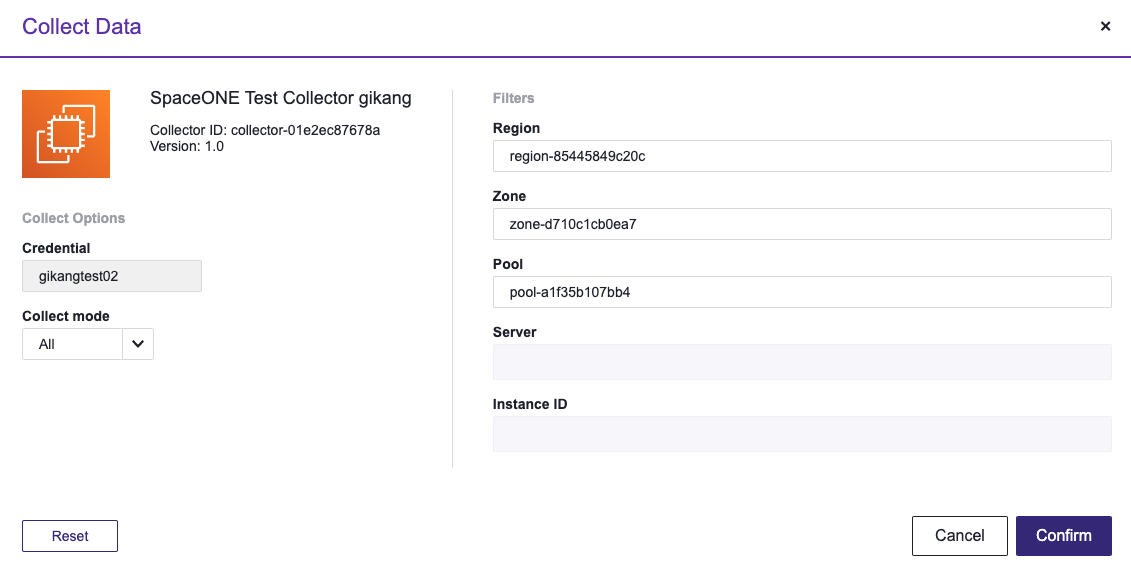 Collect Data
SpaceONE Test Collector gikang
Collector ID: collector-01e2ec87678a
Version: 1.0
Collect Options
Credential
gikangtest02
Collect mode
All
Filters
Region
region-85445849c20c
Zone
zone-d710c1cb0ea7
Pool
pool-a1f35b107bb4
Server
Instance ID
Reset
Cancel
Confirm